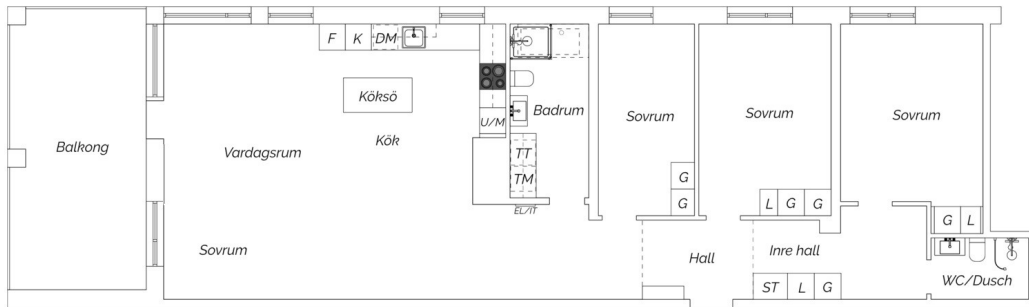 F K DM
Köksö
U/M
Kök
Balkong
Vardagsrum
Sovrum
Badrum
TT
TM
EL/IT
Sovrum
G
G
Sovrum
L G G
Sovrum
G L
Hall
Inre hall
ST L G
WC/Dusch